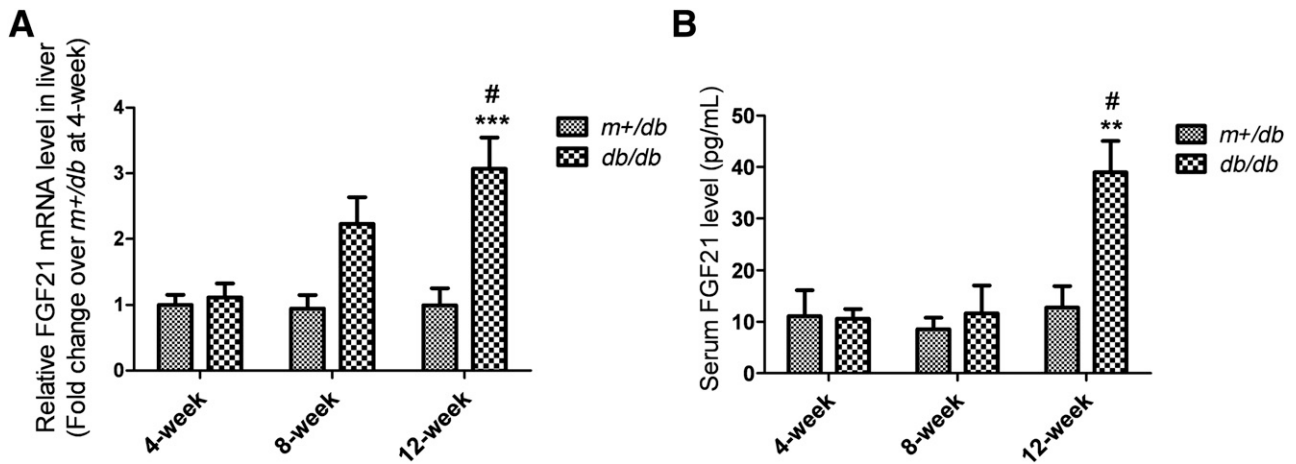 A
Relative FGF21 mRNA level in liver
(Fold change over m+/db at 4-week)
4
3
2
1
0
#
***
m+/db
db/db
4-week
8-week
12-week
B
Serum FGF21 level (pg/mL)
50
40
30
20
10
0
#
**
m+/db
db/db
4-week
8-week
12-week